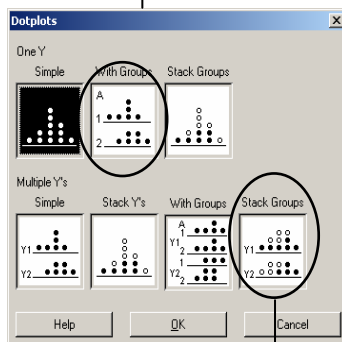 Dotplots
One Y
Simple With Groups Stack Groups
A
1
2
Multiple Y's
Simple Stack Y's With Groups Stack Groups
Y1
Y2
A
Y1 1
2
Y2 1
2
Y1
Y2
Help OK Cancel